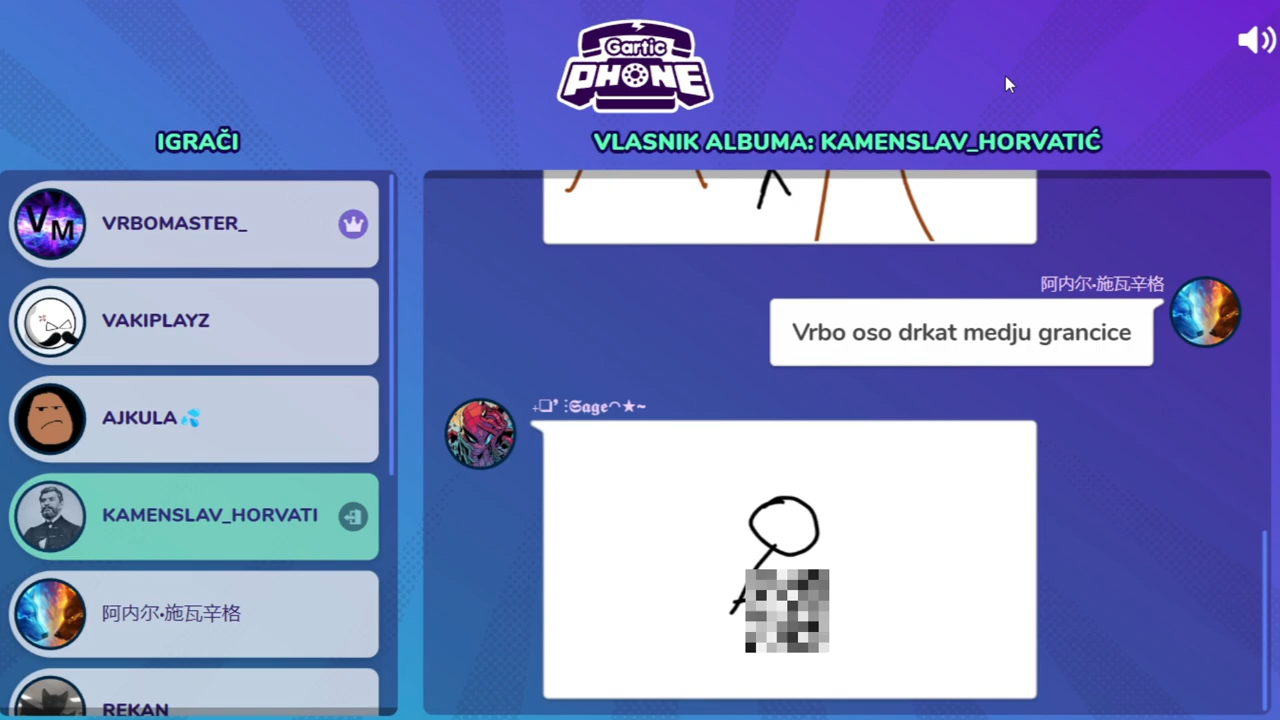 Gartic
PHONE
IGRAČI
VLASNIK ALBUMA: KAMENSLAV_HORVATIĆ
VM
VRBOMASTER_
VAKIPLAYZ
AJKULA💦
KAMENSLAV_HORVATI
阿内尔•施瓦辛格
REKAN
阿内尔•施瓦辛格
Vrbo oso drkat medju grancice
₊❏❜ ⋮𝕾𝖆𝖌𝖊⌒★~